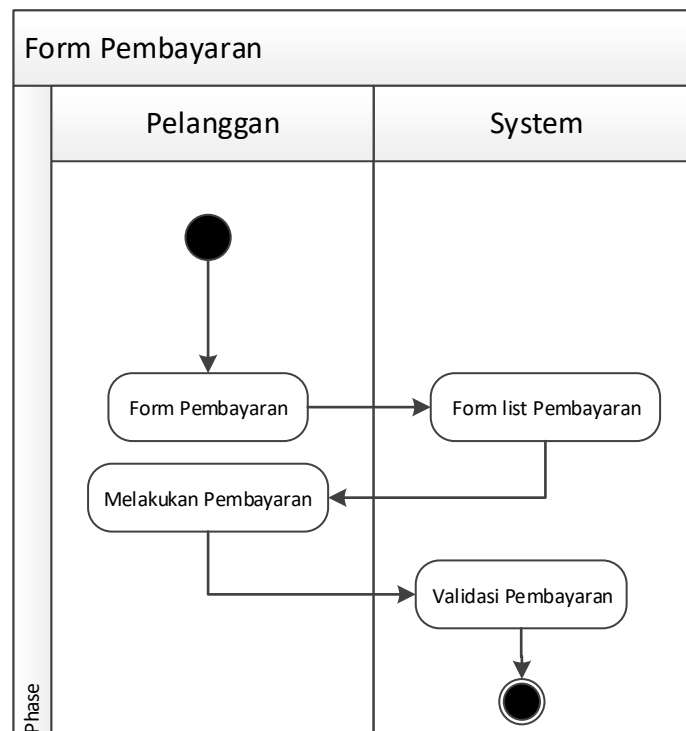 Form Pembayaran
Pelanggan
System
Form Pembayaran
Form list Pembayaran
Melakukan Pembayaran
Validasi Pembayaran
Phase